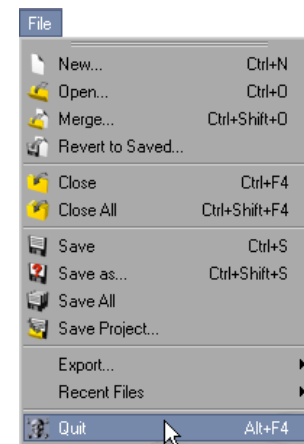 File
New... Ctrl+N
Open... Ctrl+O
Merge... Ctrl+Shift+O
Revert to Saved...
Close Ctrl+F4
Close All Ctrl+Shift+F4
Save Ctrl+S
Save as... Ctrl+Shift+S
Save All
Save Project...
Export...
Recent Files
Quit Alt+F4